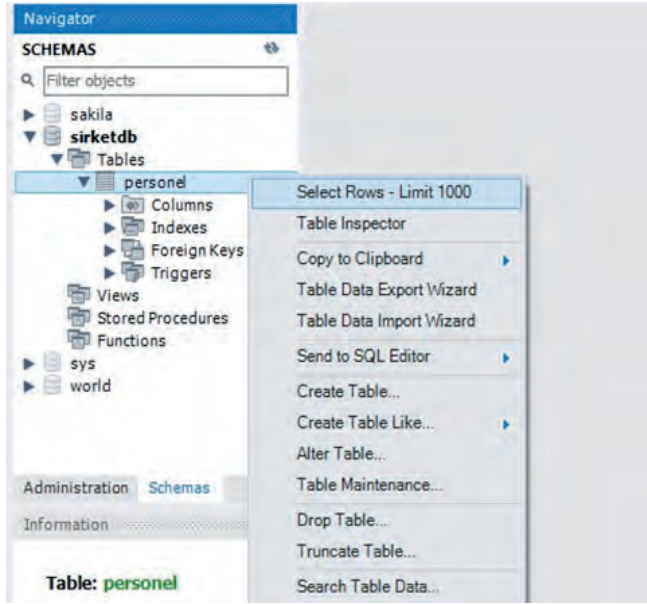 Navigator
SCHEMAS
Filter objects
sakila
sirketdb
Tables
personel
Columns
Indexes
Foreign Keys
Triggers
Views
Stored Procedures
Functions
sys
world
Administration Schemas
Information
Table: personel
Select Rows - Limit 1000
Table Inspector
Copy to Clipboard
Table Data Export Wizard
Table Data Import Wizard
Send to SQL Editor
Create Table...
Create Table Like...
Alter Table...
Table Maintenance...
Drop Table...
Truncate Table...
Search Table Data...